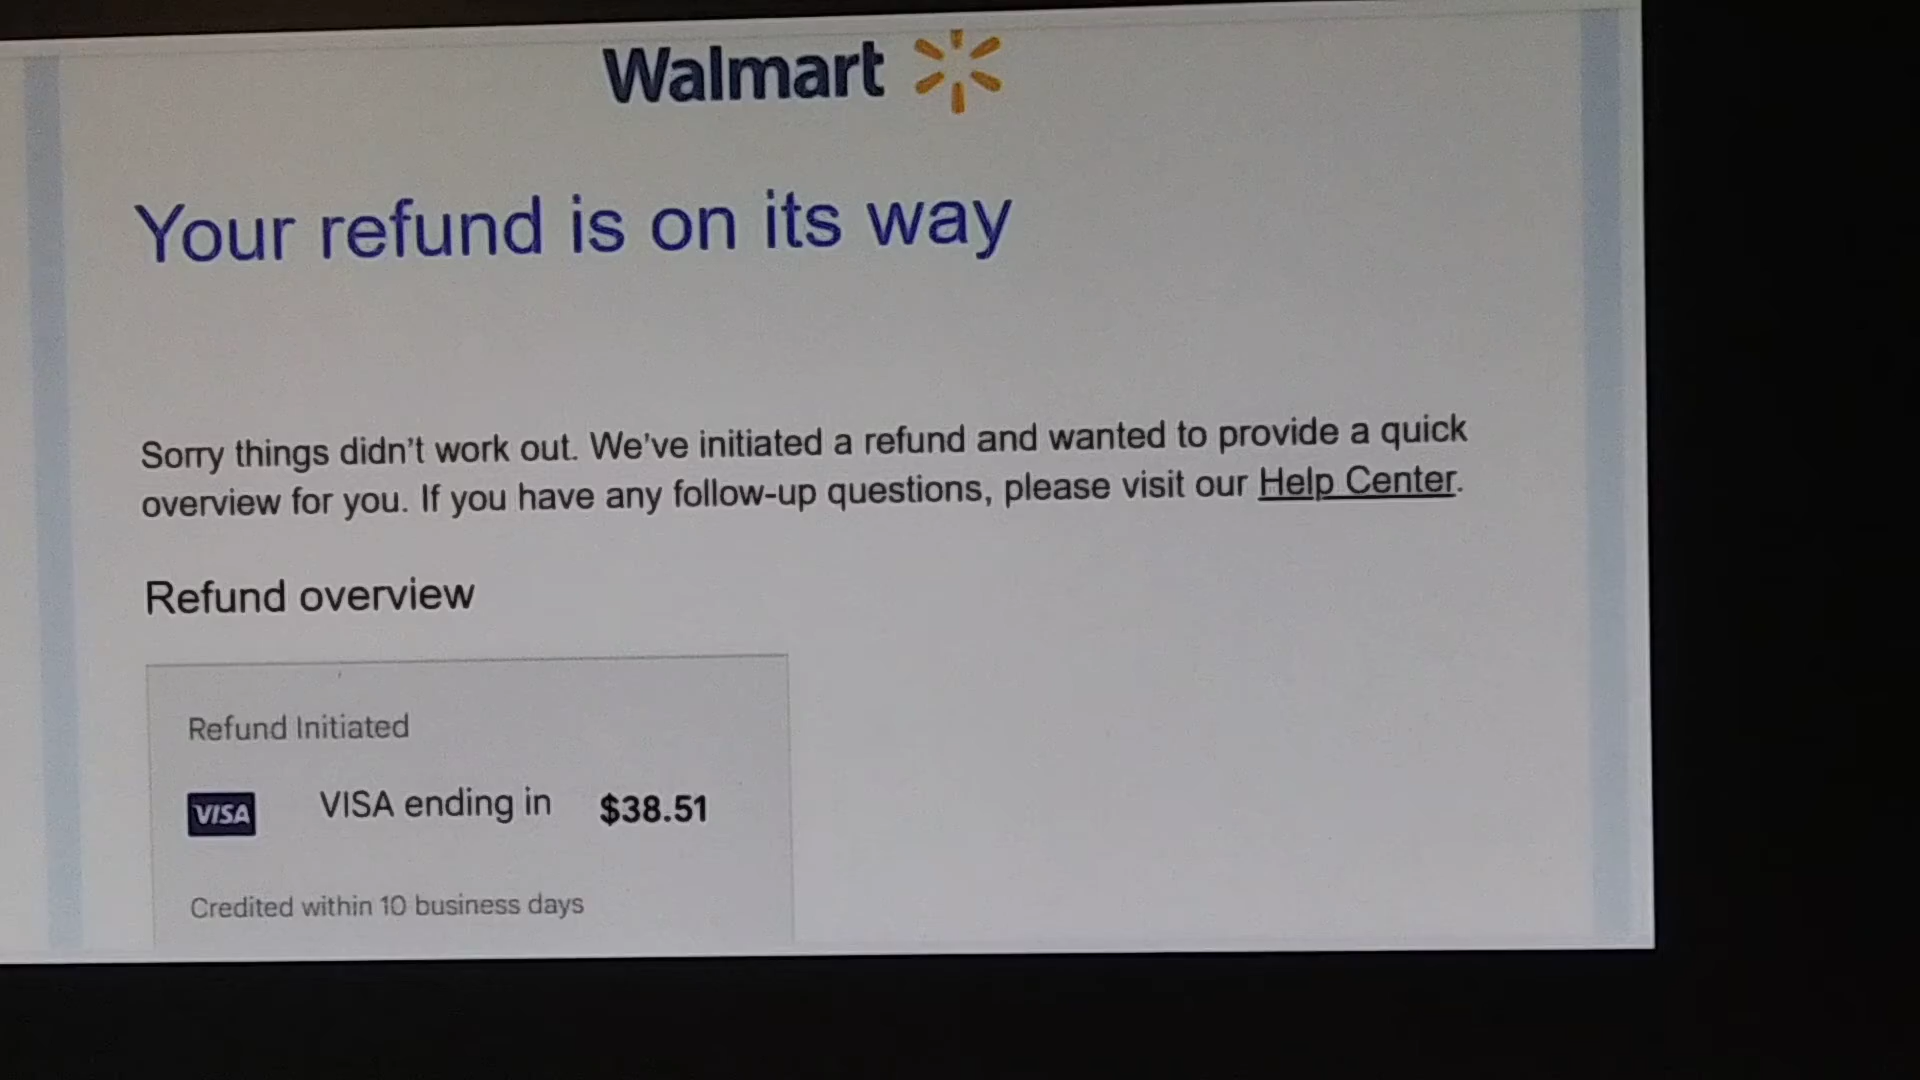 Walmart
Your refund is on its way
Sorry things didn't work out. We've initiated a refund and wanted to provide a quick
overview for you. If you have any follow-up questions, please visit our Help Center.
Refund overview
Refund Initiated
VISA VISA ending in $38.51
Credited within 10 business days